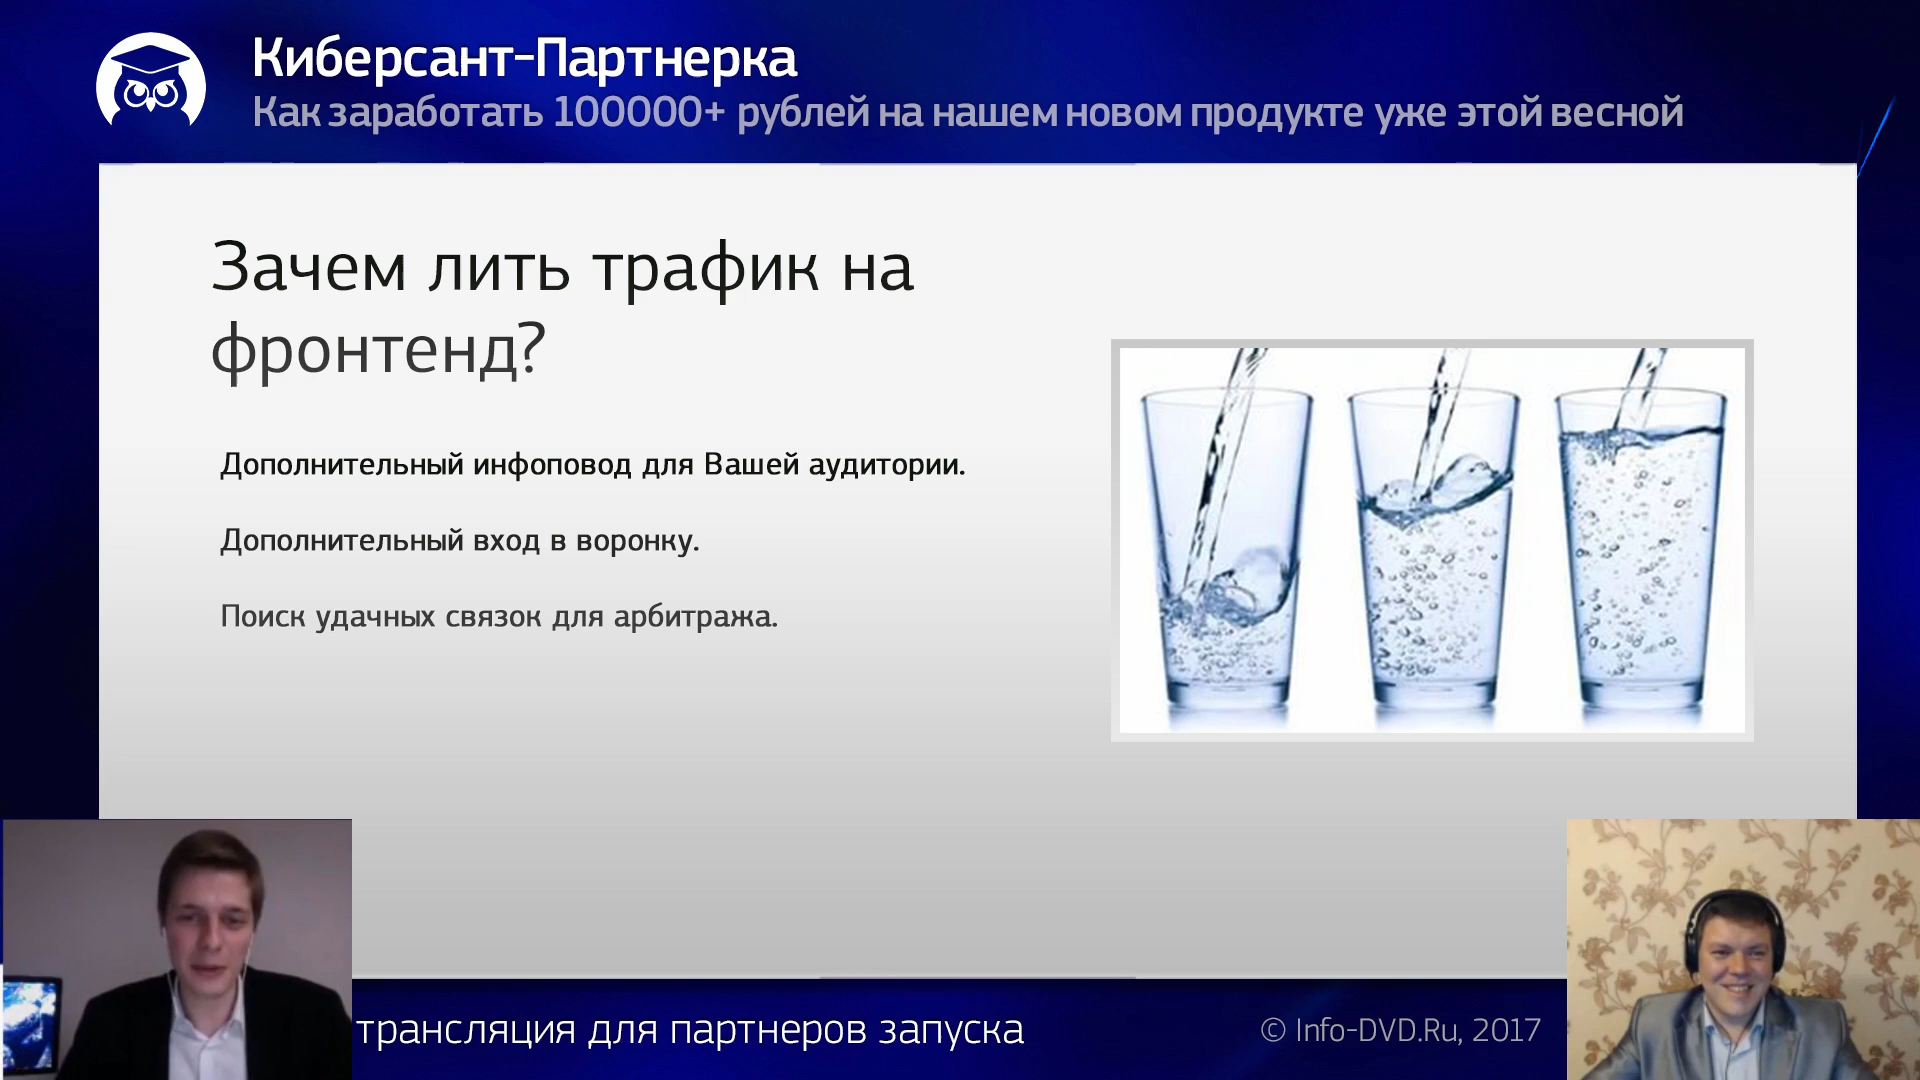 Киберсант-Партнерка
Как заработать 100000+ рублей на нашем новом продукте уже этой весной
Зачем лить трафик на
фронтенд?
Дополнительный инфоповод для Вашей аудитории.
Дополнительный вход в воронку.
Поиск удачных связок для арбитража.
трансляция для партнеров запуска
© Info-DVD.Ru, 2017